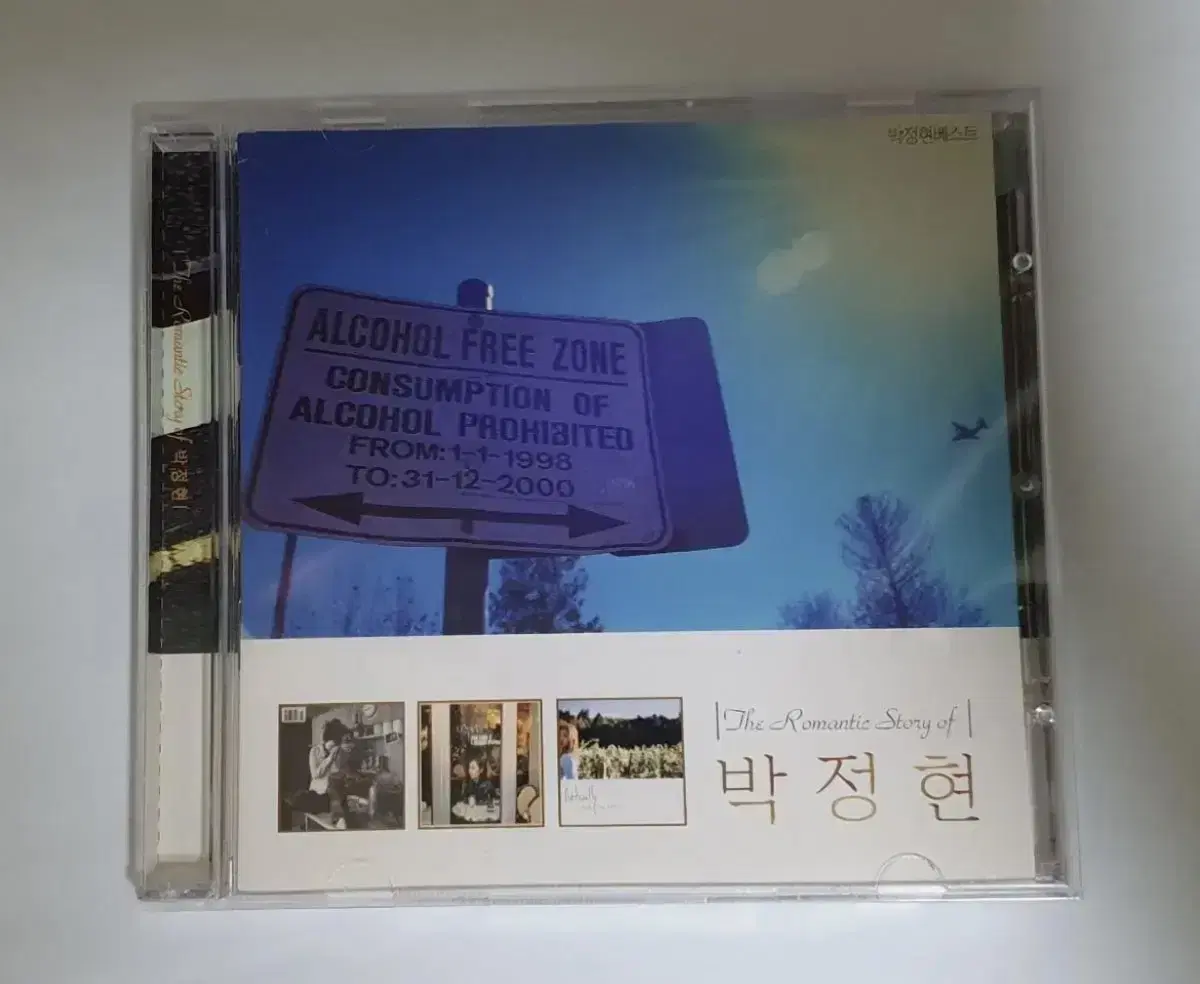 박정현베스트
ALCOHOL FREE ZONE
CONSUMPTION OF
ALCOHOL PROHIBITED
FROM:1-1-1998
TO:31-12-2000
The Romantic Story of
박정현
The Romantic Story of 박정현